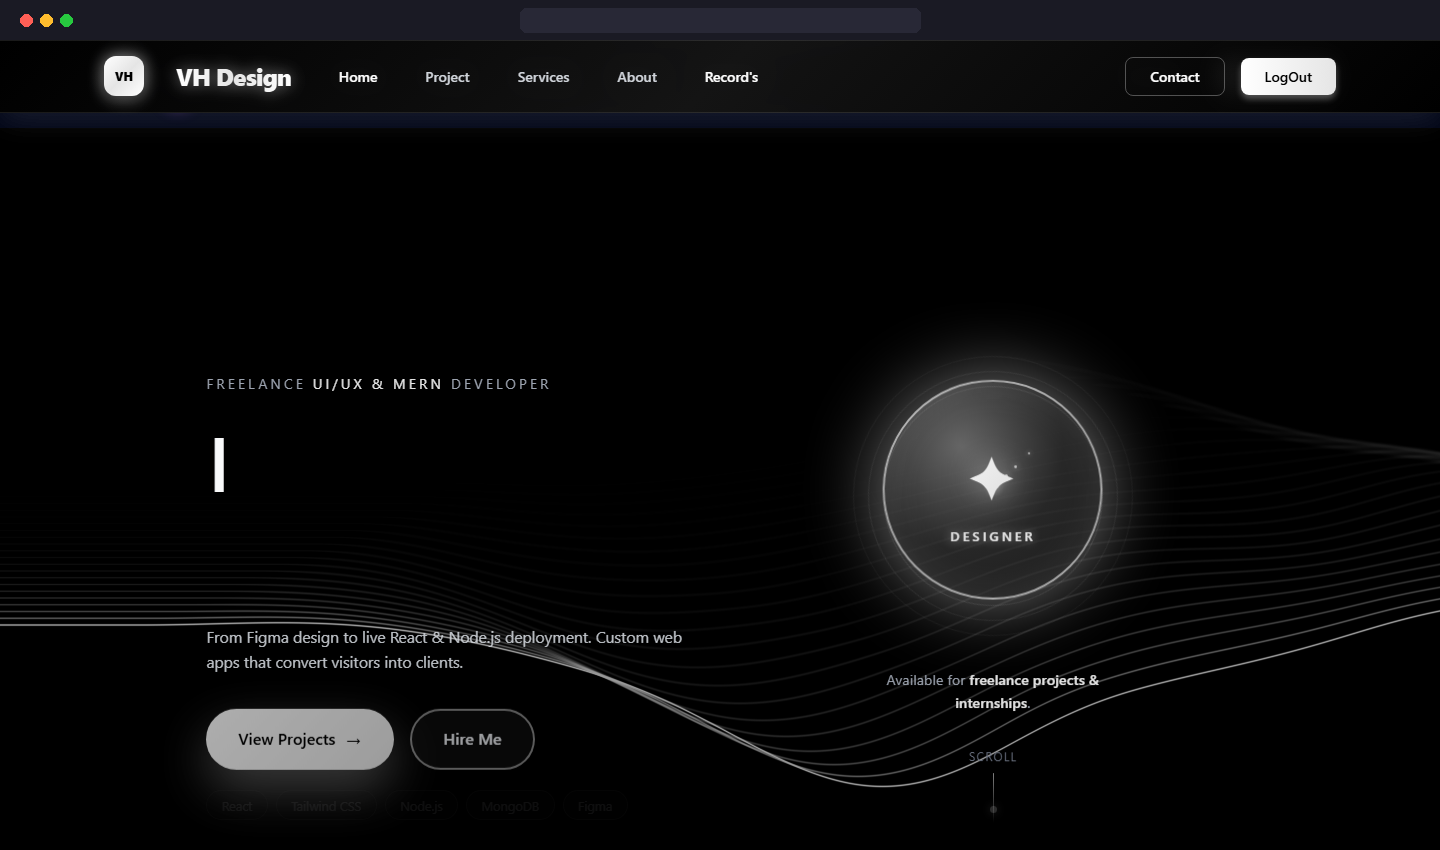 VH
VH Design
Home
Project
Services
About
Record's
Contact
LogOut
FREELANCE UI/UX & MERN DEVELOPER
DESIGNER
From Figma design to live React & Node.js deployment. Custom web
apps that convert visitors into clients.
Available for freelance projects &
internships.
View Projects →
Hire Me
SCROLL
React
Tailwind CSS
Node.js
MongoDB
Figma